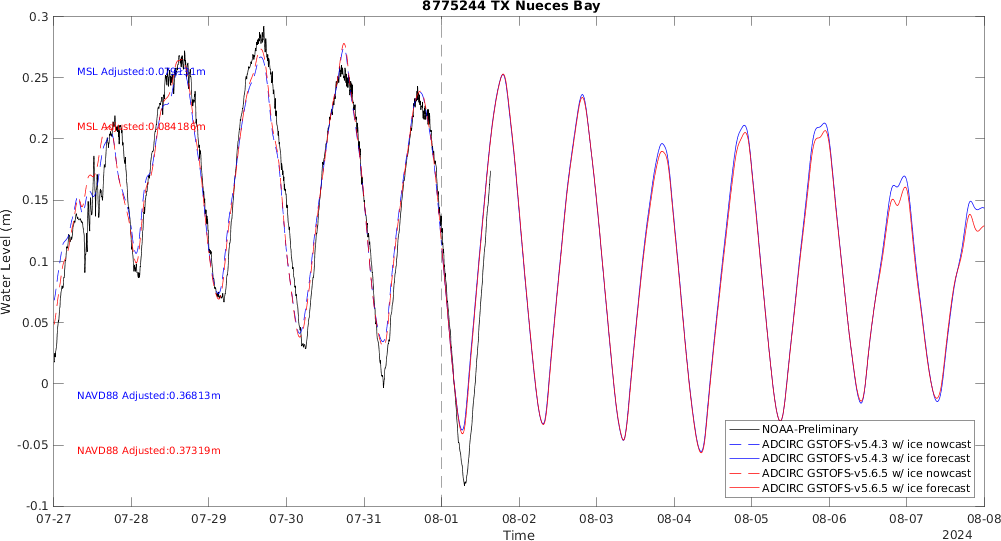 8775244 TX Nueces Bay
0.3
0.25
0.2
0.15
0.1
0.05
0
-0.05
-0.1
Water Level (m)
MSL Adjusted:
MSL Adjusted:0.084186m
NAVD88 Adjusted:0.36813m
NAVD88 Adjusted:0.37319m
NOAA-Preliminary
ADCIRC GSTOFS-v5.4.3 w/ ice nowcast
ADCIRC GSTOFS-v5.4.3 w/ ice forecast
ADCIRC GSTOFS-v5.6.5 w/ ice nowcast
ADCIRC GSTOFS-v5.6.5 w/ ice forecast
07-27 07-28 07-29 07-30 07-31 08-01 08-02 08-03 08-04 08-05 08-06 08-07 08-08
Time
2024